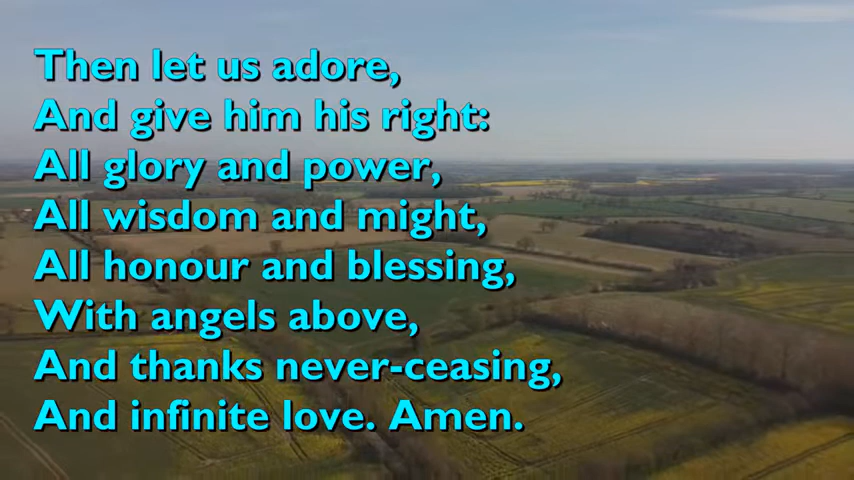 Then let us adore,
And give him his right:
All glory and power,
All wisdom and might,
All honour and blessing,
With angels above,
And thanks never-ceasing,
And infinite love. Amen.